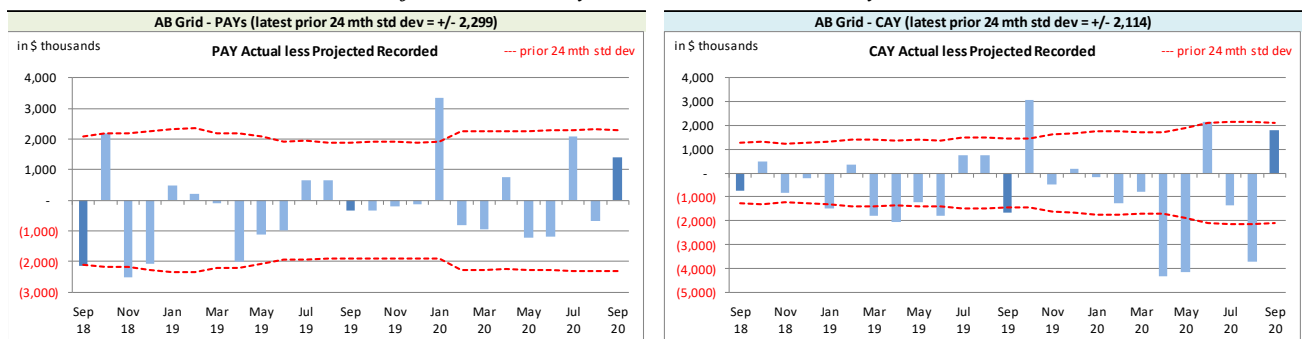 AB Grid - PAYs (latest prior 24 mth std dev = +/- 2,299)
in $ thousands
PAY Actual less Projected Recorded
--- prior 24 mth std dev
4,000
3,000
2,000
1,000
-
(1,000)
(2,000)
(3,000)
Sep Nov Jan Mar May Jul Sep Nov Jan Mar May Jul Sep
18 18 19 19 19 19 19 19 20 20 20 20 20
AB Grid - CAY (latest prior 24 mth std dev = +/- 2,114)
in $ thousands
CAY Actual less Projected Recorded
--- prior 24 mth std dev
4,000
3,000
2,000
1,000
-
(1,000)
(2,000)
(3,000)
(4,000)
(5,000)
Sep Nov Jan Mar May Jul Sep Nov Jan Mar May Jul Sep
18 18 19 19 19 19 19 19 20 20 20 20 20